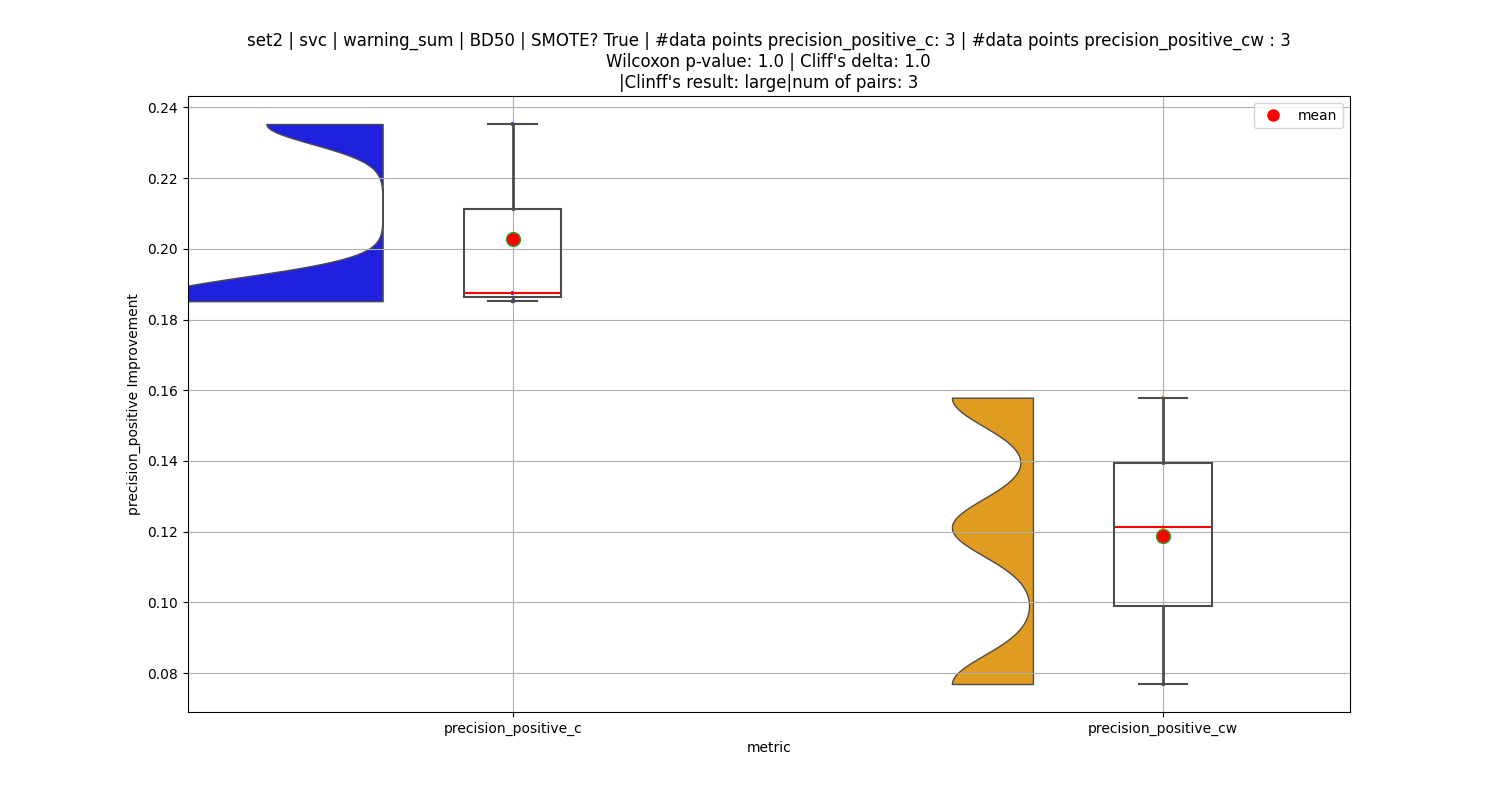 set2 | svc | warning_sum | BD50 | SMOTE? True | #data points precision_positive_c: 3 | #data points precision_positive_cw : 3
Wilcoxon p-value: 1.0 | Cliff's delta: 1.0
|Clinff's result: large|num of pairs: 3
mean
0.24
0.22
0.20
0.18
0.16
0.14
0.12
0.10
0.08
precision_positive Improvement
precision_positive_c
precision_positive_cw
metric